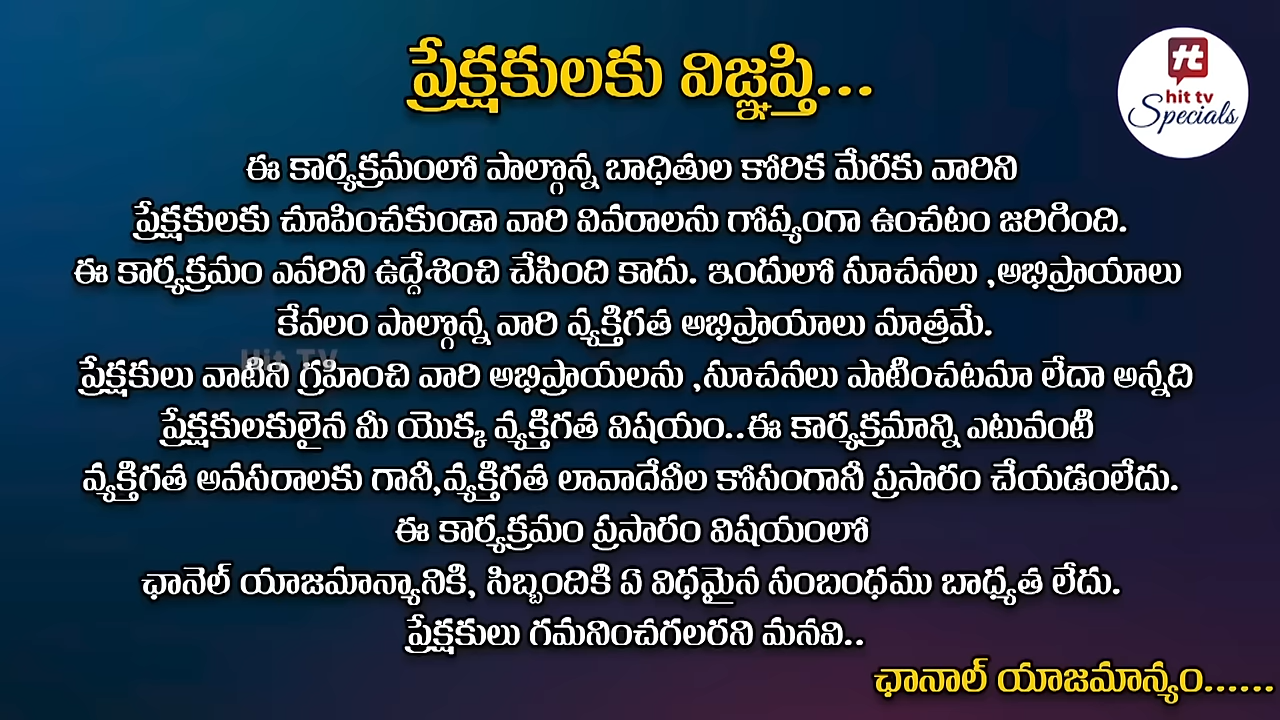 ప్రేక్షకులకు విజ్ఞప్తి...
hit tv
Specials
ఈ కార్యక్రమంలో పాల్గొన్న బాధితుల కోరిక మేరకు వారిని
ప్రేక్షకులకు చూపించకుండా వారి వివరాలను గోప్యంగా ఉంచటం జరిగింది.
ఈ కార్యక్రమం ఎవరిని ఉద్దేశించి చేసింది కాదు. ఇందులో సూచనలు ,అభిప్రాయాలు
కేవలం పాల్గొన్న వారి వ్యక్తిగత అభిప్రాయాలు మాత్రమే.
Hit TV
ప్రేక్షకులు వాటిని గ్రహించి వారి అభిప్రాయలను ,సూచనలు పాటించటమా లేదా అన్నది
ప్రేక్షకులకులైన మీ యొక్క వ్యక్తిగత విషయం..ఈ కార్యక్రమాన్ని ఎటువంటి
వ్యక్తిగత అవసరాలకు గానీ,వ్యక్తిగత లావాదేవీల కోసంగానీ ప్రసారం చేయడంలేదు.
ఈ కార్యక్రమం ప్రసారం విషయంలో
ఛానెల్ యాజమాన్యానికి, సిబ్బందికి ఏ విధమైన సంబంధము బాధ్యత లేదు.
ప్రేక్షకులు గమనించగలరని మనవి..
ఛానాల్ యాజమాన్యం......